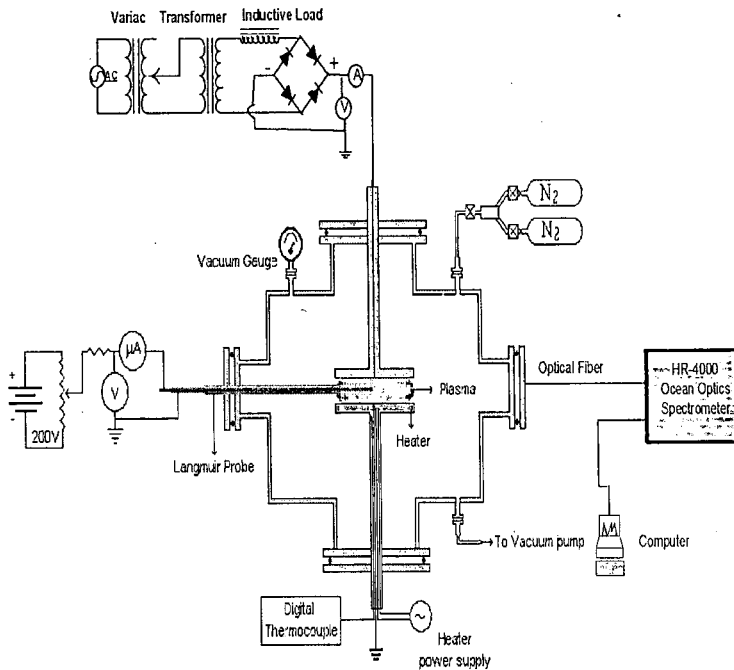 Variac Transformer Inductive Load
AC
- + A
V
N2
Vacuum Gauge
N2
+
µA
V
-
200V
Optical Fiber
HR-4000
Ocean Optics
Spectrometer
Plasma
Heater
Langmuir Probe
To Vacuum pump
Computer
Digital
Thermocouple
Heater
power supply